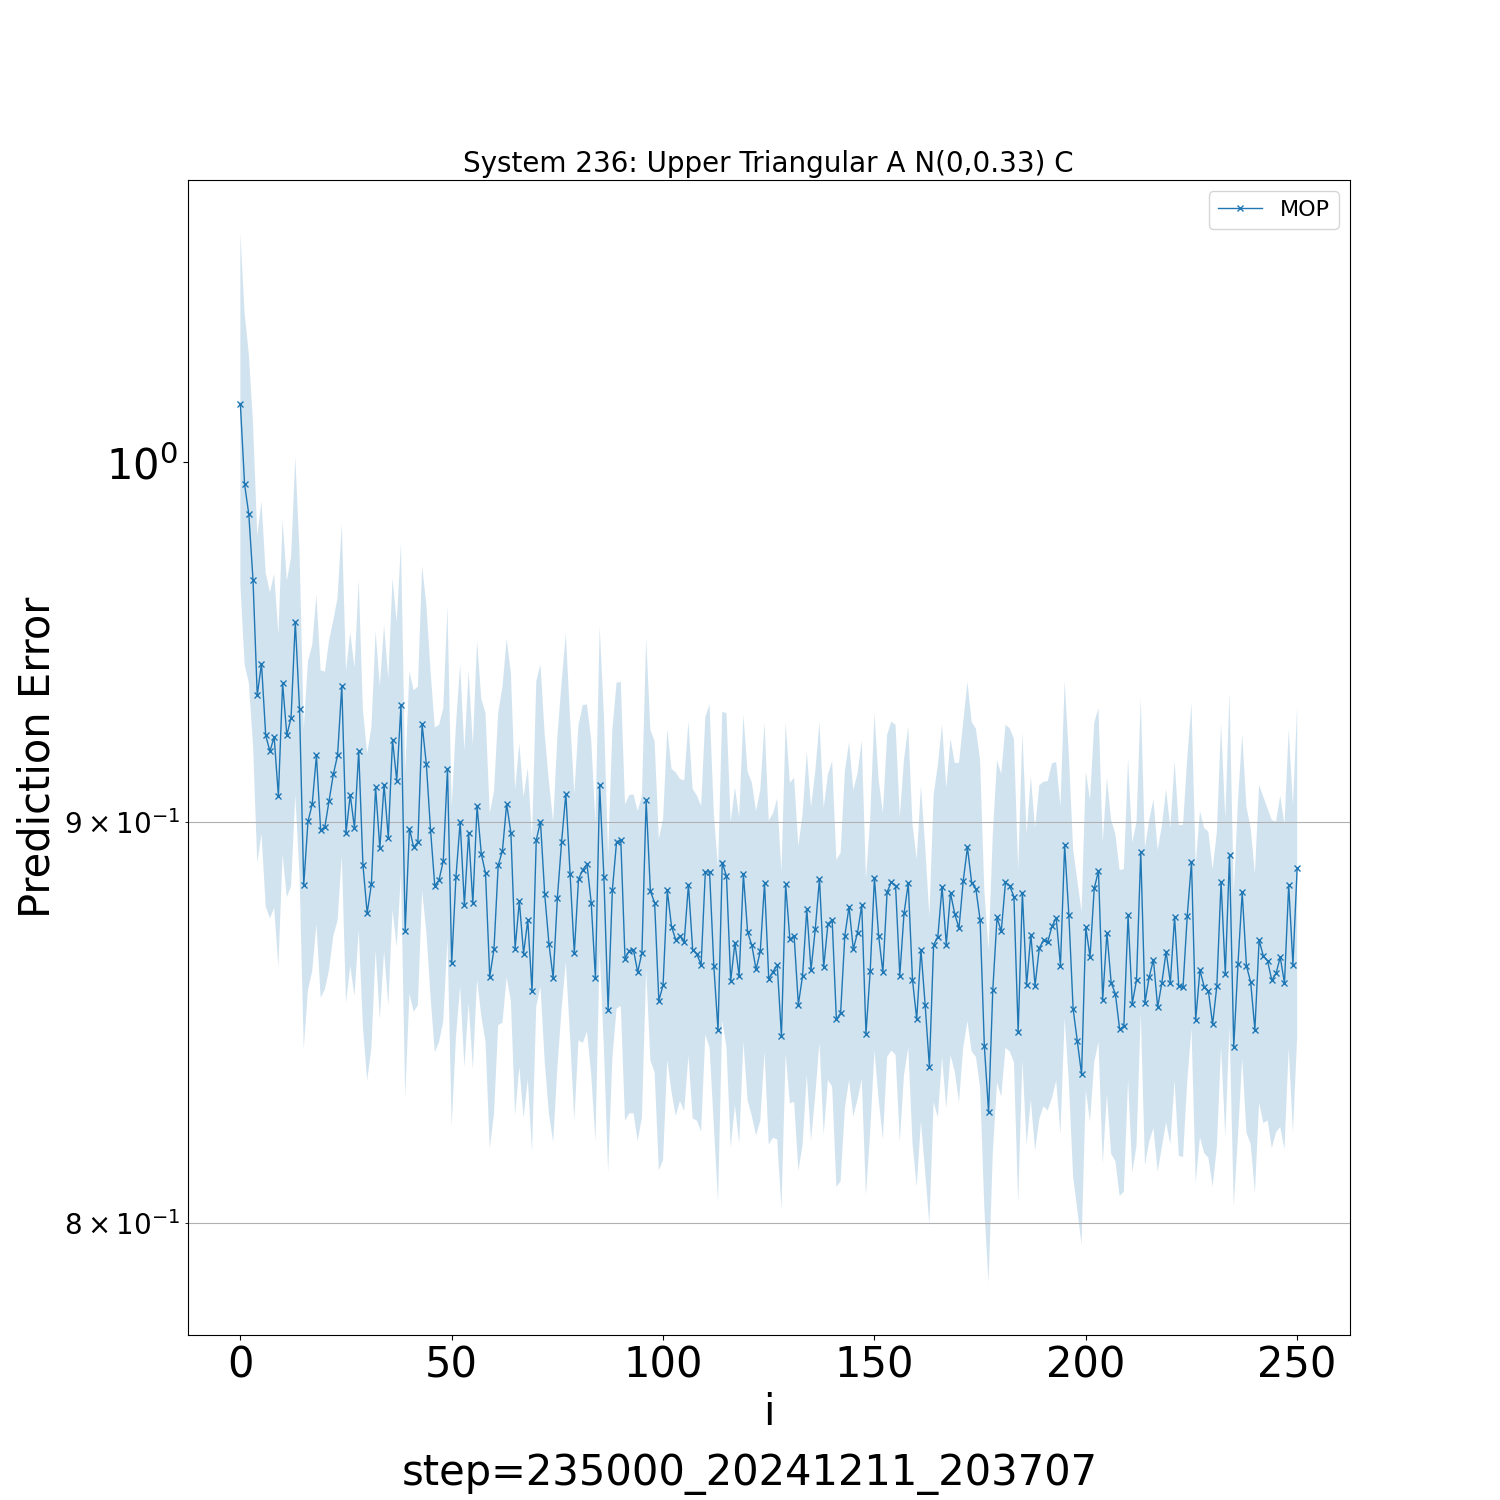 System 236: Upper Triangular A N(0,0.33) C
MOP
Prediction Error
10⁰
9 × 10⁻¹
8 × 10⁻¹
0 50 100 150 200 250
i
step=235000_20241211_203707